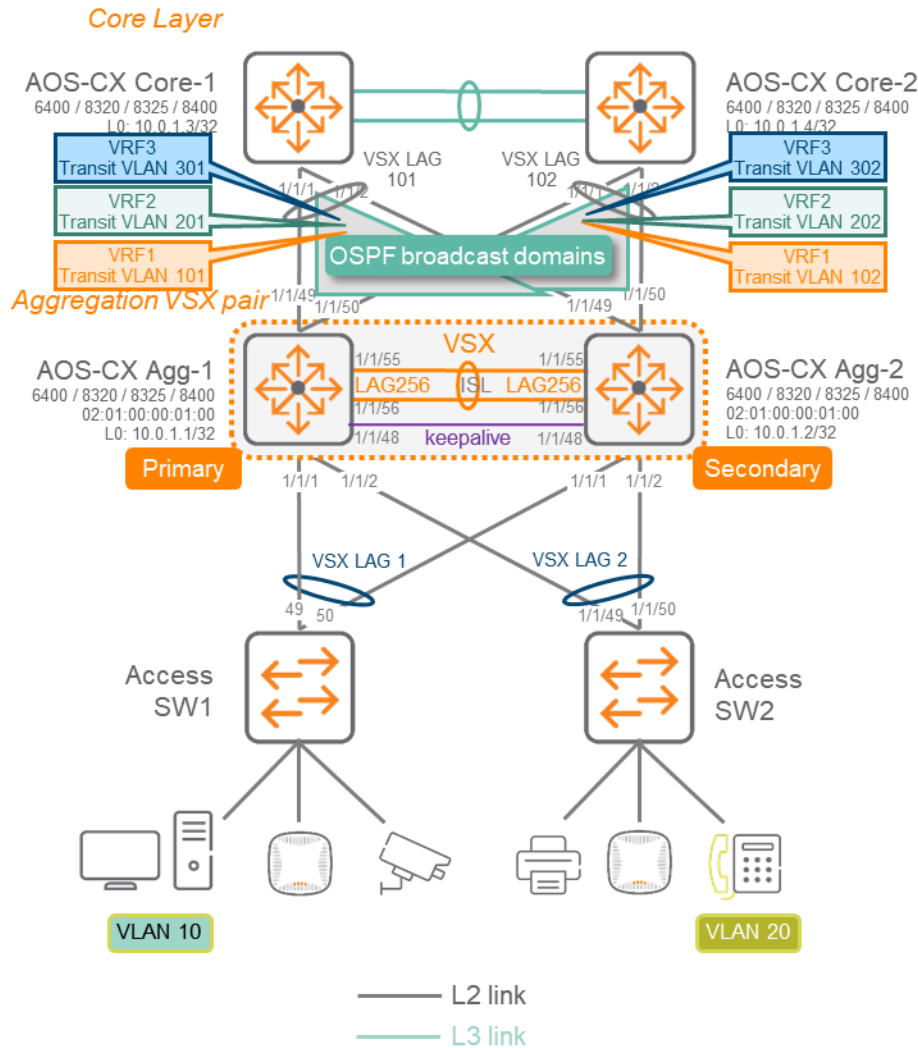 Core Layer
AOS-CX Core-1
6400 / 8320 / 8325 / 8400
L0: 10.0.1.3/32
AOS-CX Core-2
6400 / 8320 / 8325 / 8400
L0: 10.0.1.4/32
VRF3
Transit VLAN 301
VRF2
Transit VLAN 201
VRF1
Transit VLAN 101
VSX LAG
101
VSX LAG
102
1/1/1
1/1/2
1/1/1
1/1/2
VRF3
Transit VLAN 302
VRF2
Transit VLAN 202
VRF1
Transit VLAN 102
OSPF broadcast domains
Aggregation VSX pair
1/1/49
1/1/50
1/1/49
1/1/50
VSX
AOS-CX Agg-1
6400 / 8320 / 8325 / 8400
02:01:00:00:01:00
L0: 10.0.1.1/32
Primary
1/1/55
1/1/55
LAG256
ISL
LAG256
1/1/56
1/1/56
1/1/48
keepalive
1/1/48
AOS-CX Agg-2
6400 / 8320 / 8325 / 8400
02:01:00:00:01:00
L0: 10.0.1.2/32
Secondary
1/1/1
1/1/2
1/1/1
1/1/2
VSX LAG 1
VSX LAG 2
49
50
1/1/49
1/1/50
Access
SW1
Access
SW2
VLAN 10
VLAN 20
L2 link
L3 link